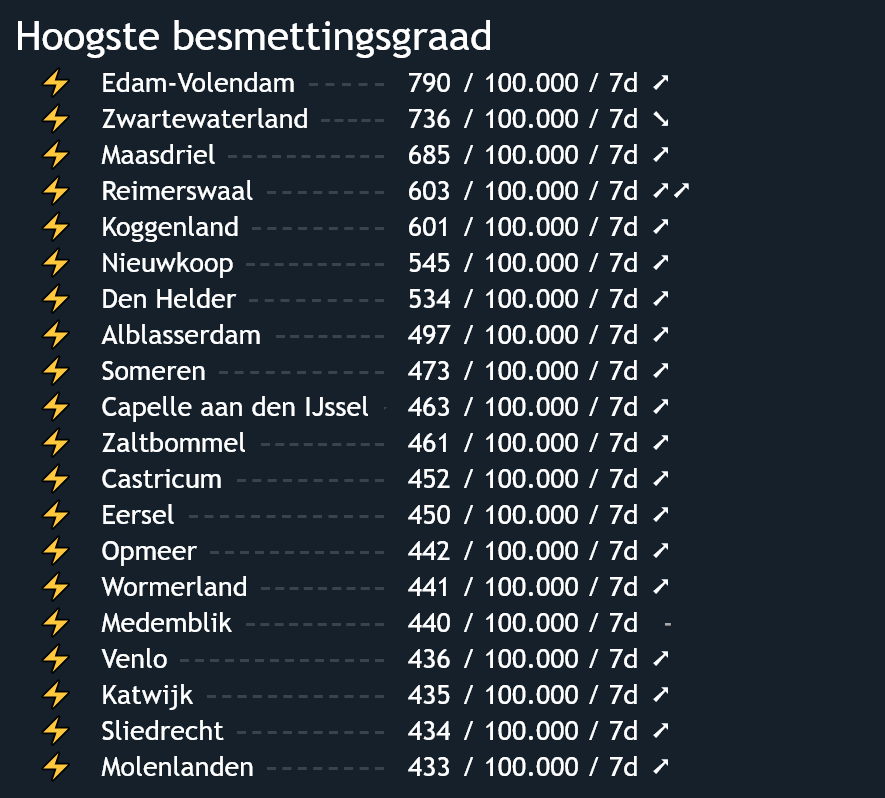 Hoogste besmettingsgraad
⚡ Edam-Volendam ----- 790 / 100.000 / 7d ➚
⚡ Zwartewaterland ----- 736 / 100.000 / 7d ➘
⚡ Maasdriel ----------- 685 / 100.000 / 7d ➚
⚡ Reimerswaal -------- 603 / 100.000 / 7d ➚➚
⚡ Koggenland --------- 601 / 100.000 / 7d ➚
⚡ Nieuwkoop ---------- 545 / 100.000 / 7d ➚
⚡ Den Helder --------- 534 / 100.000 / 7d ➚
⚡ Alblasserdam ------- 497 / 100.000 / 7d ➚
⚡ Someren ------------ 473 / 100.000 / 7d ➚
⚡ Capelle aan den IJssel - 463 / 100.000 / 7d ➚
⚡ Zaltbommel --------- 461 / 100.000 / 7d ➚
⚡ Castricum ---------- 452 / 100.000 / 7d ➚
⚡ Eersel ------------- 450 / 100.000 / 7d ➚
⚡ Opmeer ------------ 442 / 100.000 / 7d ➚
⚡ Wormerland --------- 441 / 100.000 / 7d ➚
⚡ Medemblik ---------- 440 / 100.000 / 7d -
⚡ Venlo -------------- 436 / 100.000 / 7d ➚
⚡ Katwijk ------------ 435 / 100.000 / 7d ➚
⚡ Sliedrecht ---------- 434 / 100.000 / 7d ➚
⚡ Molenlanden -------- 433 / 100.000 / 7d ➚